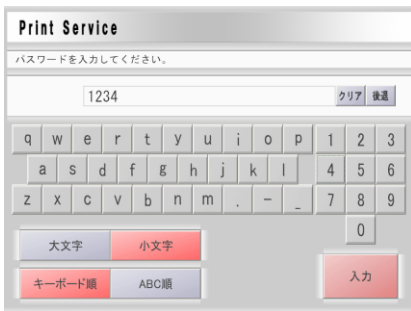 Print Service
パスワードを入力してください。
1234 クリア 後退
q w e r t y u i o p 1 2 3
a s d f g h j k l 4 5 6
z x c v b n m . - _ 7 8 9
0
大文字 小文字
キーボード順 ABC順
入力